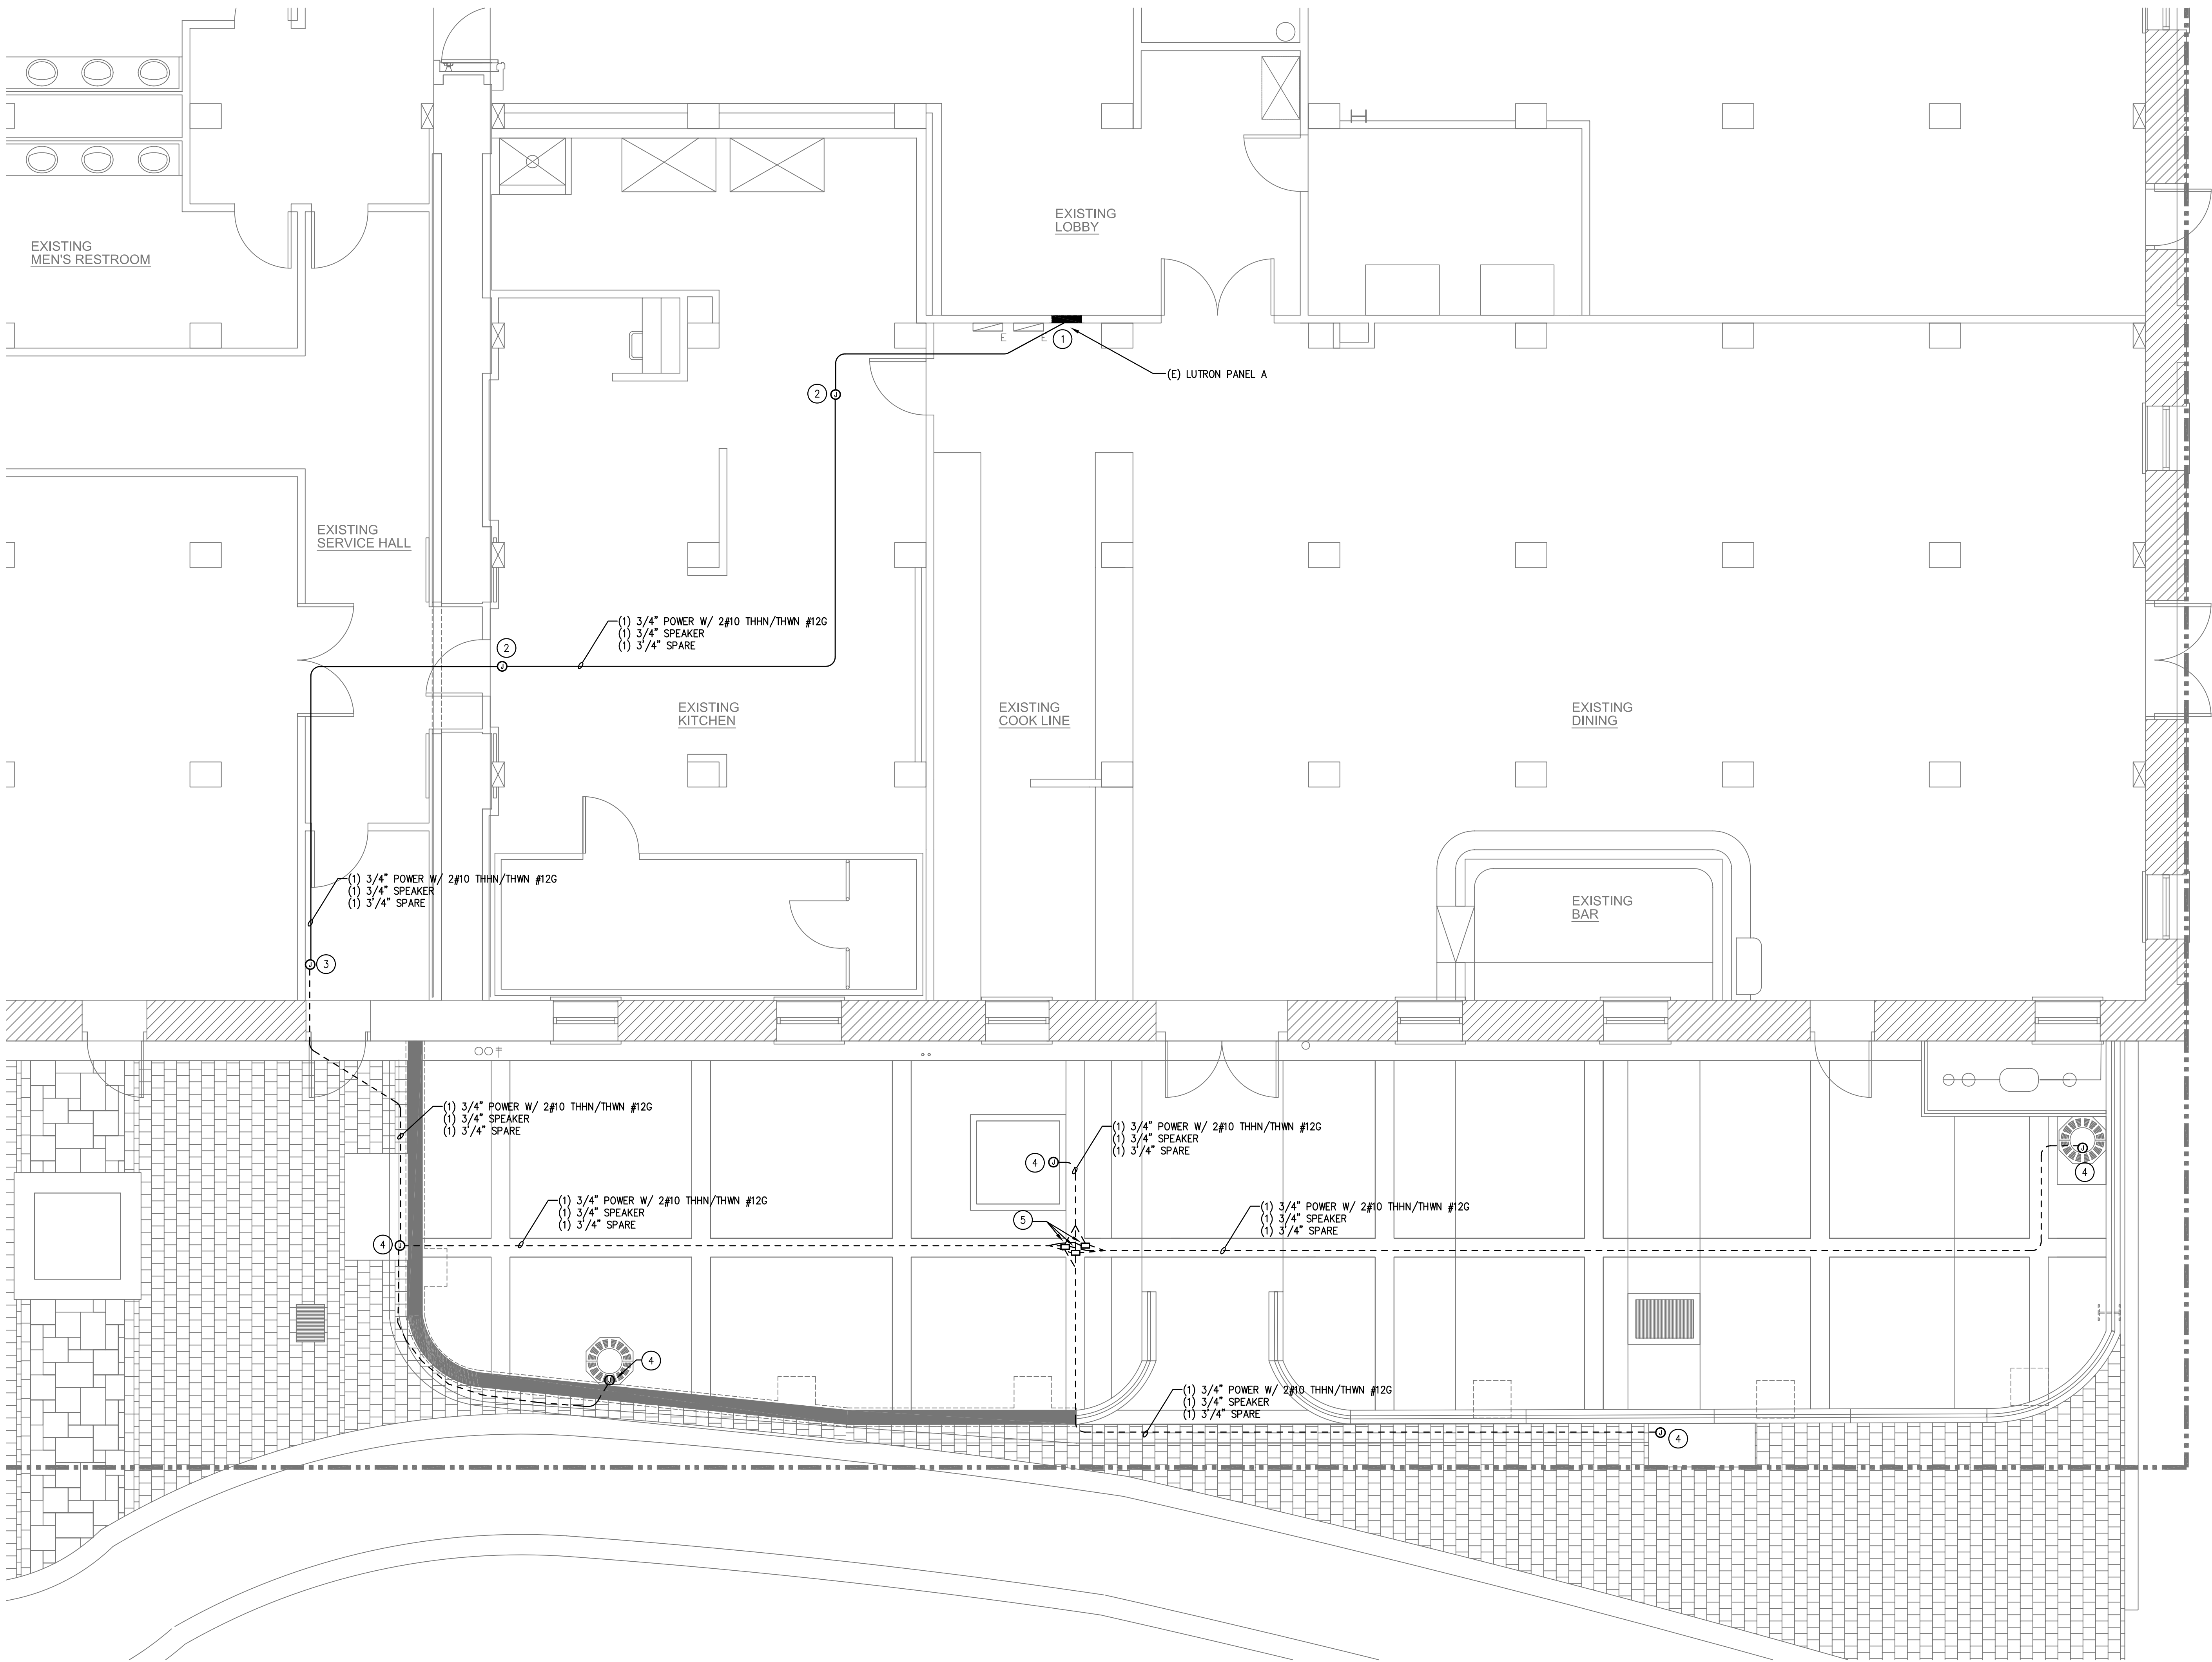 EXISTING
LOBBY
EXISTING
MEN'S RESTROOM
E
E
1
(E) LUTRON PANEL A
2
J
EXISTING
SERVICE HALL
(1) 3/4" POWER W/ 2#10 THHN/THWN #12G
(1) 3/4" SPEAKER
(1) 3'/4" SPARE
2
J
EXISTING
KITCHEN
EXISTING
COOK LINE
EXISTING
DINING
(1) 3/4" POWER W/ 2#10 THHN/THWN #12G
(1) 3/4" SPEAKER
(1) 3'/4" SPARE
EXISTING
BAR
J
3
(1) 3/4" POWER W/ 2#10 THHN/THWN #12G
(1) 3/4" SPEAKER
(1) 3'/4" SPARE
(1) 3/4" POWER W/ 2#10 THHN/THWN #12G
(1) 3/4" SPEAKER
(1) 3'/4" SPARE
4
J
J
4
(1) 3/4" POWER W/ 2#10 THHN/THWN #12G
(1) 3/4" SPEAKER
(1) 3'/4" SPARE
5
(1) 3/4" POWER W/ 2#10 THHN/THWN #12G
(1) 3/4" SPEAKER
(1) 3'/4" SPARE
4
J
J
4
(1) 3/4" POWER W/ 2#10 THHN/THWN #12G
(1) 3/4" SPEAKER
(1) 3'/4" SPARE
J
4